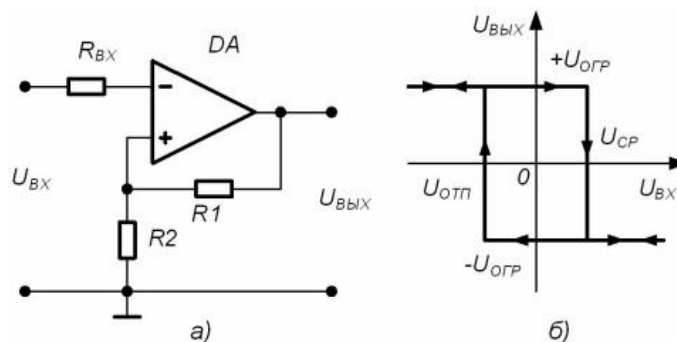 R_ВХ
DA
U_ВХ
R1
R2
U_ВЫХ
а)
U_ВЫХ
+U_ОГР
U_СР
U_ОТП
0
U_ВХ
-U_ОГР
б)